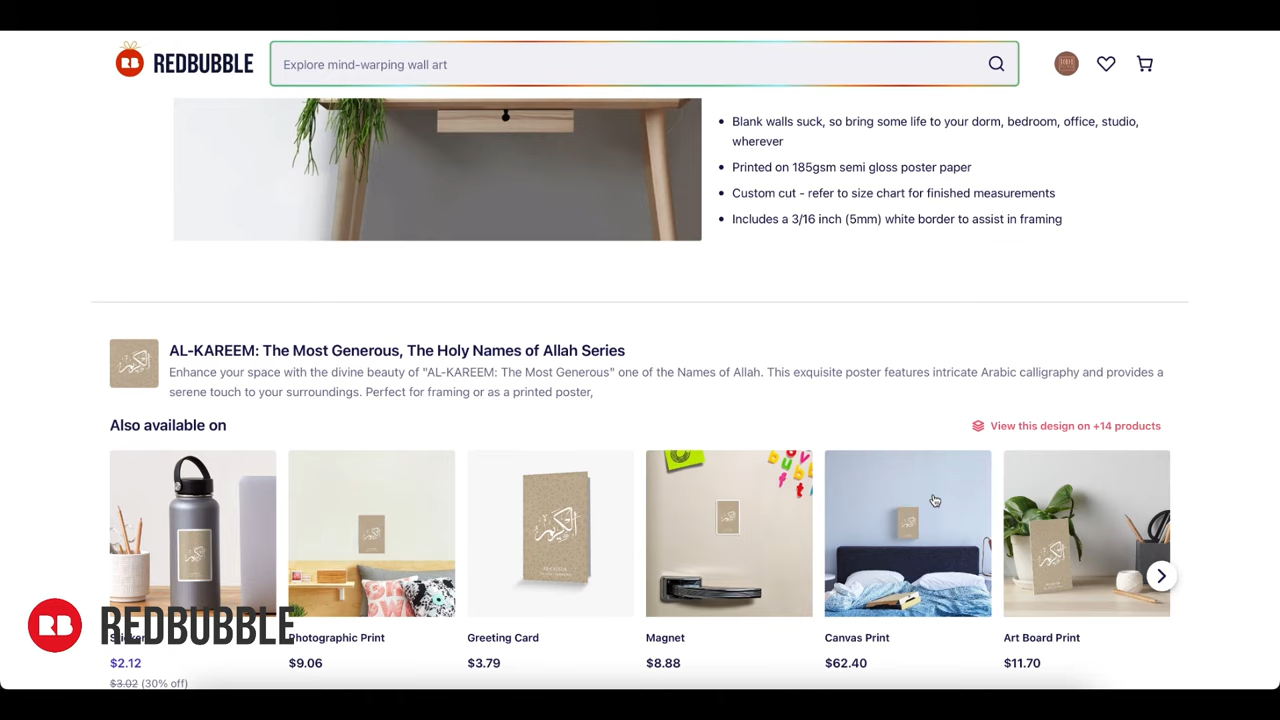 REDBUBBLE
Explore mind-warping wall art
Blank walls suck, so bring some life to your dorm, bedroom, office, studio,
wherever
Printed on 185gsm semi gloss poster paper
Custom cut - refer to size chart for finished measurements
Includes a 3/16 inch (5mm) white border to assist in framing
AL-KAREEM: The Most Generous, The Holy Names of Allah Series
Enhance your space with the divine beauty of "AL-KAREEM: The Most Generous" one of the Names of Allah. This exquisite poster features intricate Arabic calligraphy and provides a
serene touch to your surroundings. Perfect for framing or as a printed poster,
Also available on
View this design on +14 products
الكريم
REDBUBBLE
Photographic Print
Greeting Card
Magnet
Canvas Print
Art Board Print
$2.12
$9.06
$3.79
$8.88
$62.40
$11.70
$3.02 (30% off)